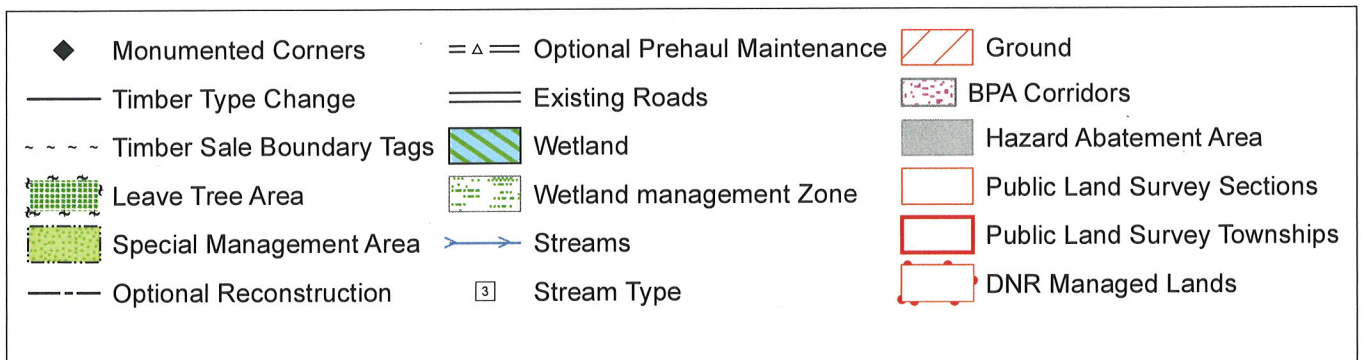 Monumented Corners
Timber Type Change
Timber Sale Boundary Tags
Leave Tree Area
Special Management Area
Optional Reconstruction
Optional Prehaul Maintenance
Existing Roads
Wetland
Wetland management Zone
Streams
3 Stream Type
Ground
BPA Corridors
Hazard Abatement Area
Public Land Survey Sections
Public Land Survey Townships
DNR Managed Lands